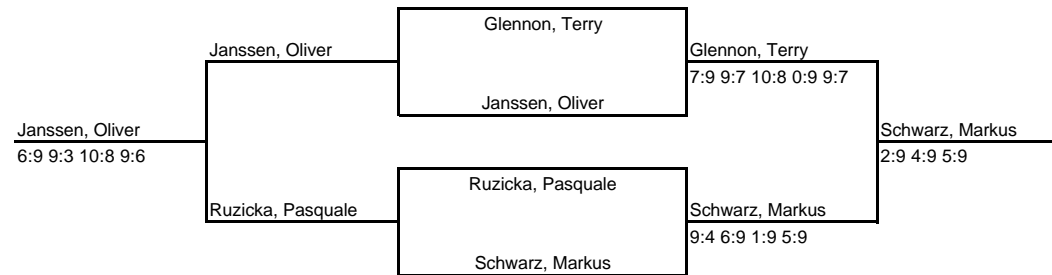 Glennon, Terry
Janssen, Oliver
Glennon, Terry
7:9 9:7 10:8 0:9 9:7
Janssen, Oliver
Janssen, Oliver
6:9 9:3 10:8 9:6
Schwarz, Markus
2:9 4:9 5:9
Ruzicka, Pasquale
Ruzicka, Pasquale
Schwarz, Markus
9:4 6:9 1:9 5:9
Schwarz, Markus